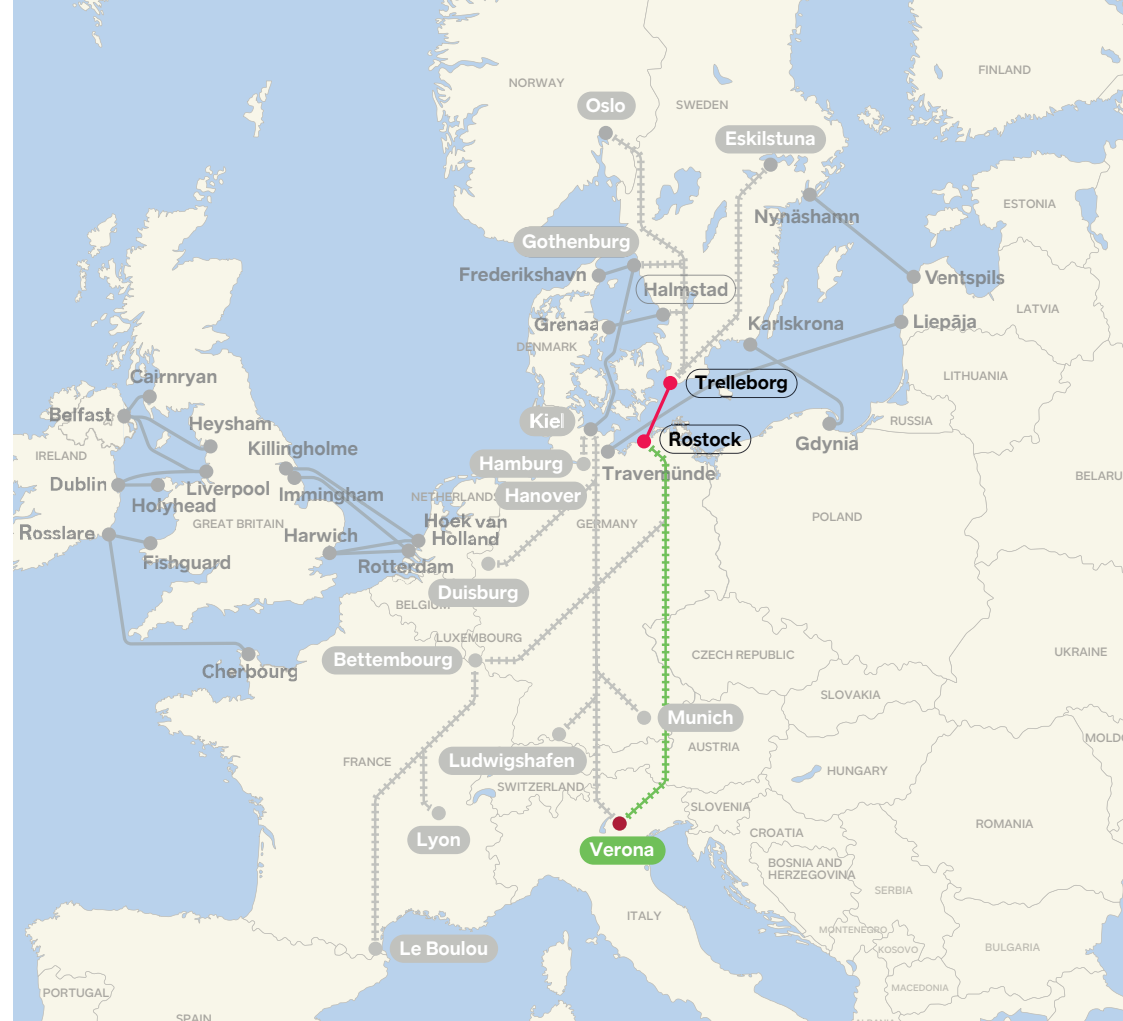 FINLAND
NORWAY
Oslo
SWEDEN
Eskilstuna
ESTONIA
Nynäshamn
Gothenburg
Frederikshavn
Ventspils
Halmstad
LATVIA
Grenaa
Karlskrona
Liepāja
DENMARK
Cairnryan
LITHUANIA
Trelleborg
Belfast
Heysham
Kiel
RUSSIA
Rostock
Gdynia
Killingholme
IRELAND
Hamburg
Travemünde
BELARU
Dublin
Liverpool
Immingham
NETHERLANDS
Hanover
Holyhead
GREAT BRITAIN
Hoek van
Holland
GERMANY
POLAND
Rosslare
Harwich
Fishguard
Rotterdam
Duisburg
BELGIUM
LUXEMBOURG
Bettembourg
CZECH REPUBLIC
UKRAINE
Cherbourg
SLOVAKIA
Munich
MOLDO
AUSTRIA
FRANCE
Ludwigshafen
HUNGARY
SWITZERLAND
SLOVENIA
ROMANIA
CROATIA
Lyon
Verona
BOSNIA AND
HERZEGOVINA
SERBIA
ITALY
MONTENEGRO
Le Boulou
KOSOVO
BULGARIA
MACEDONIA
PORTUGAL
SPAIN